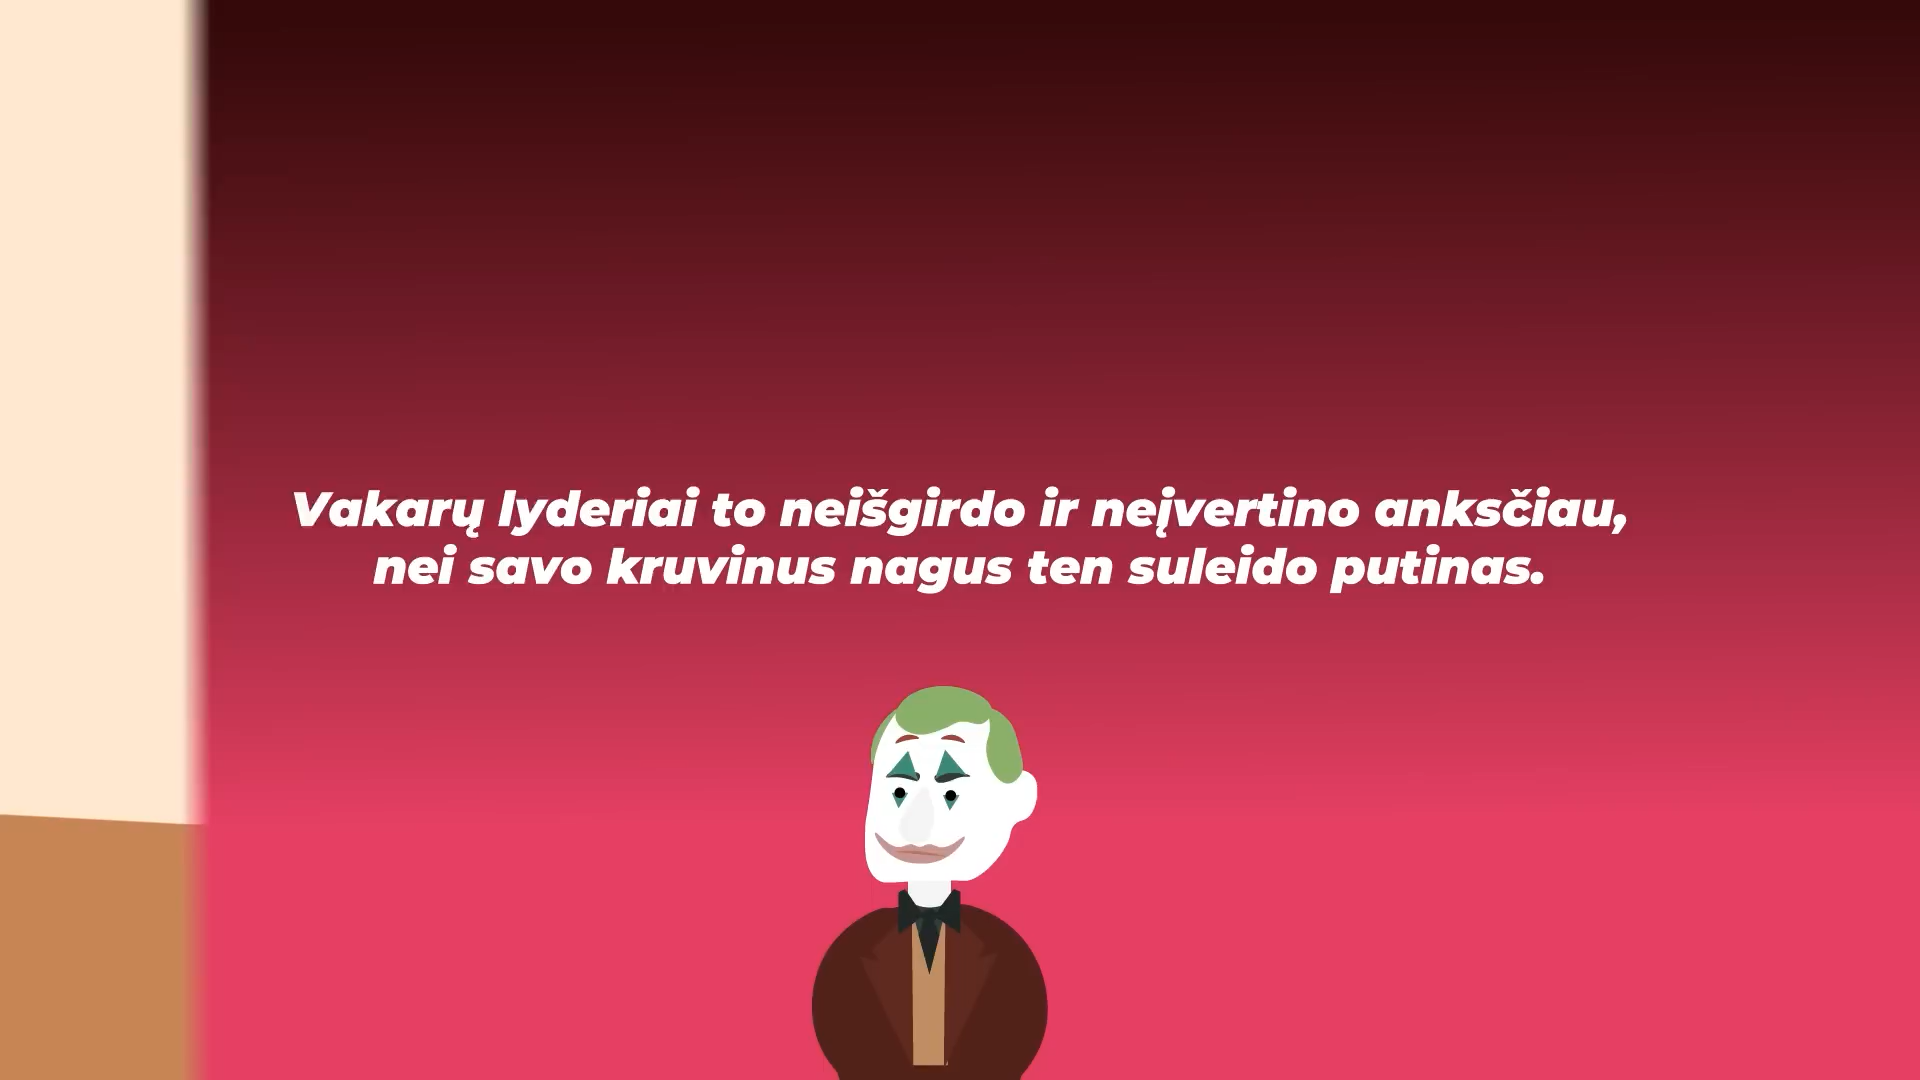 Vakarų lyderiai to neišgirdo ir neįvertino anksčiau,
nei savo kruvinus nagus ten suleido putinas.